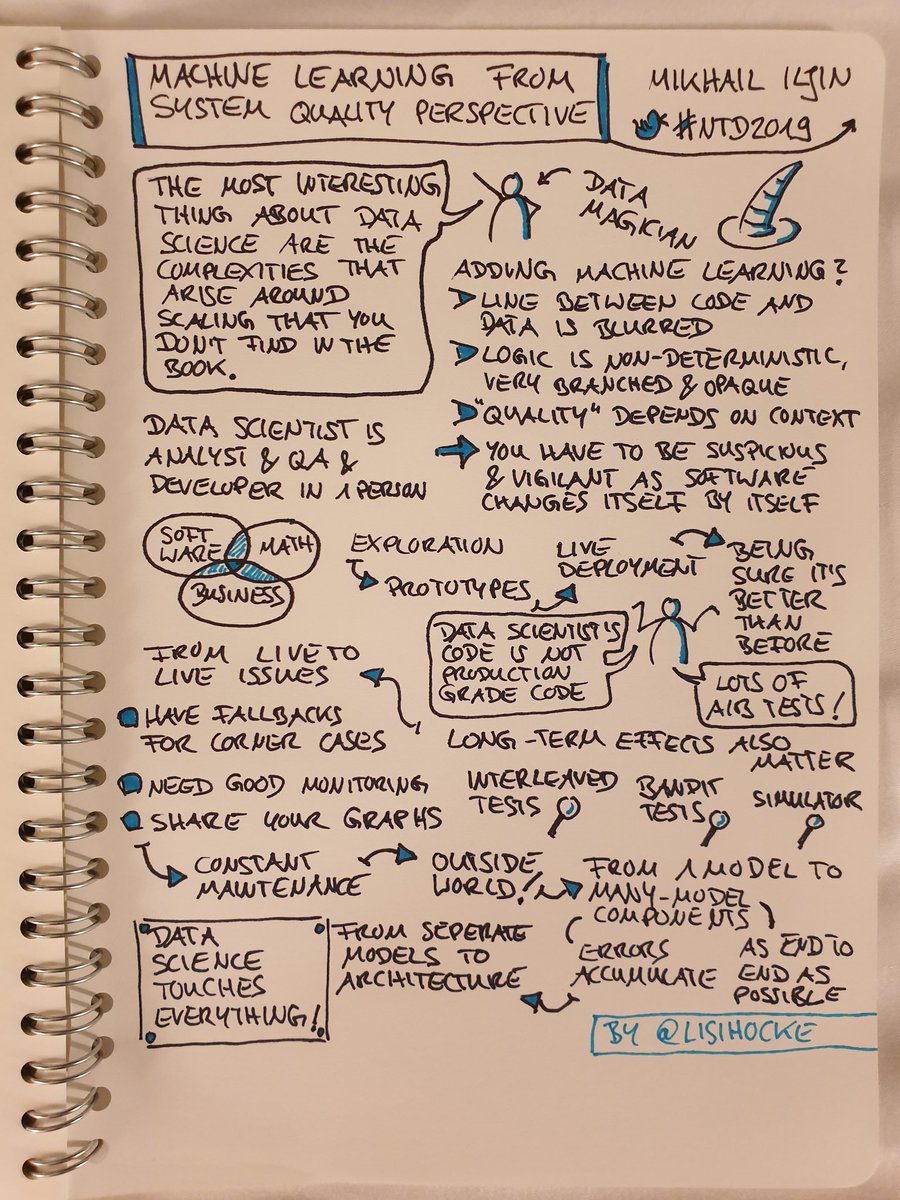 MACHINE LEARNING FROM
SYSTEM QUALITY PERSPECTIVE
MIKHAIL ILJIN
#NTD2019
THE MOST INTERESTING
THING ABOUT DATA
SCIENCE ARE THE
COMPLEXITIES THAT
ARISE AROUND
SCALING THAT YOU
DON'T FIND IN THE
BOOK.
DATA
MAGICIAN
ADDING MACHINE LEARNING?
LINE BETWEEN CODE AND
DATA IS BLURRED
LOGIC IS NON-DETERMINISTIC,
VERY BRANCHED & OPAQUE
"QUALITY" DEPENDS ON CONTEXT
YOU HAVE TO BE SUSPICIOUS
& VIGILANT AS SOFTWARE
CHANGES ITSELF BY ITSELF
DATA SCIENTIST IS
ANALYST & QA &
DEVELOPER IN 1 PERSON
SOFT
WARE
MATH
BUSINESS
EXPLORATION
PROTOTYPES
LIVE
DEPLOYMENT
BEING
SURE IT'S
BETTER
THAN
BEFORE
DATA SCIENTIST'S
CODE IS NOT
PRODUCTION
GRADE CODE
LOTS OF
A/B TESTS!
FROM LIVE TO
LIVE ISSUES
HAVE FALLBACKS
FOR CORNER CASES
NEED GOOD MONITORING
SHARE YOUR GRAPHS
LONG-TERM EFFECTS ALSO
MATTER
INTERLEAVED
TESTS
BANDIT
TESTS
SIMULATOR
CONSTANT
MAINTENANCE
OUTSIDE
WORLD!
FROM 1 MODEL TO
MANY-MODEL
COMPONENTS
ERRORS
ACCUMULATE
AS END TO
END AS
POSSIBLE
FROM SEPERATE
MODELS TO
ARCHITECTURE
DATA
SCIENCE
TOUCHES
EVERYTHING!
BY @LISIHOCKE